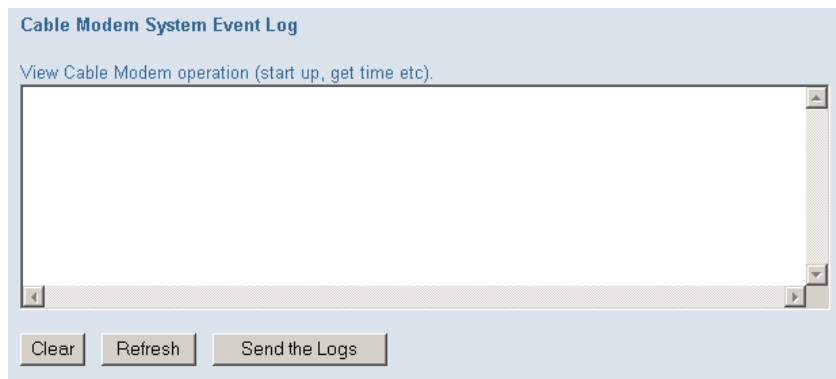 Cable Modem System Event Log
View Cable Modem operation (start up, get time etc).
Clear Refresh Send the Logs